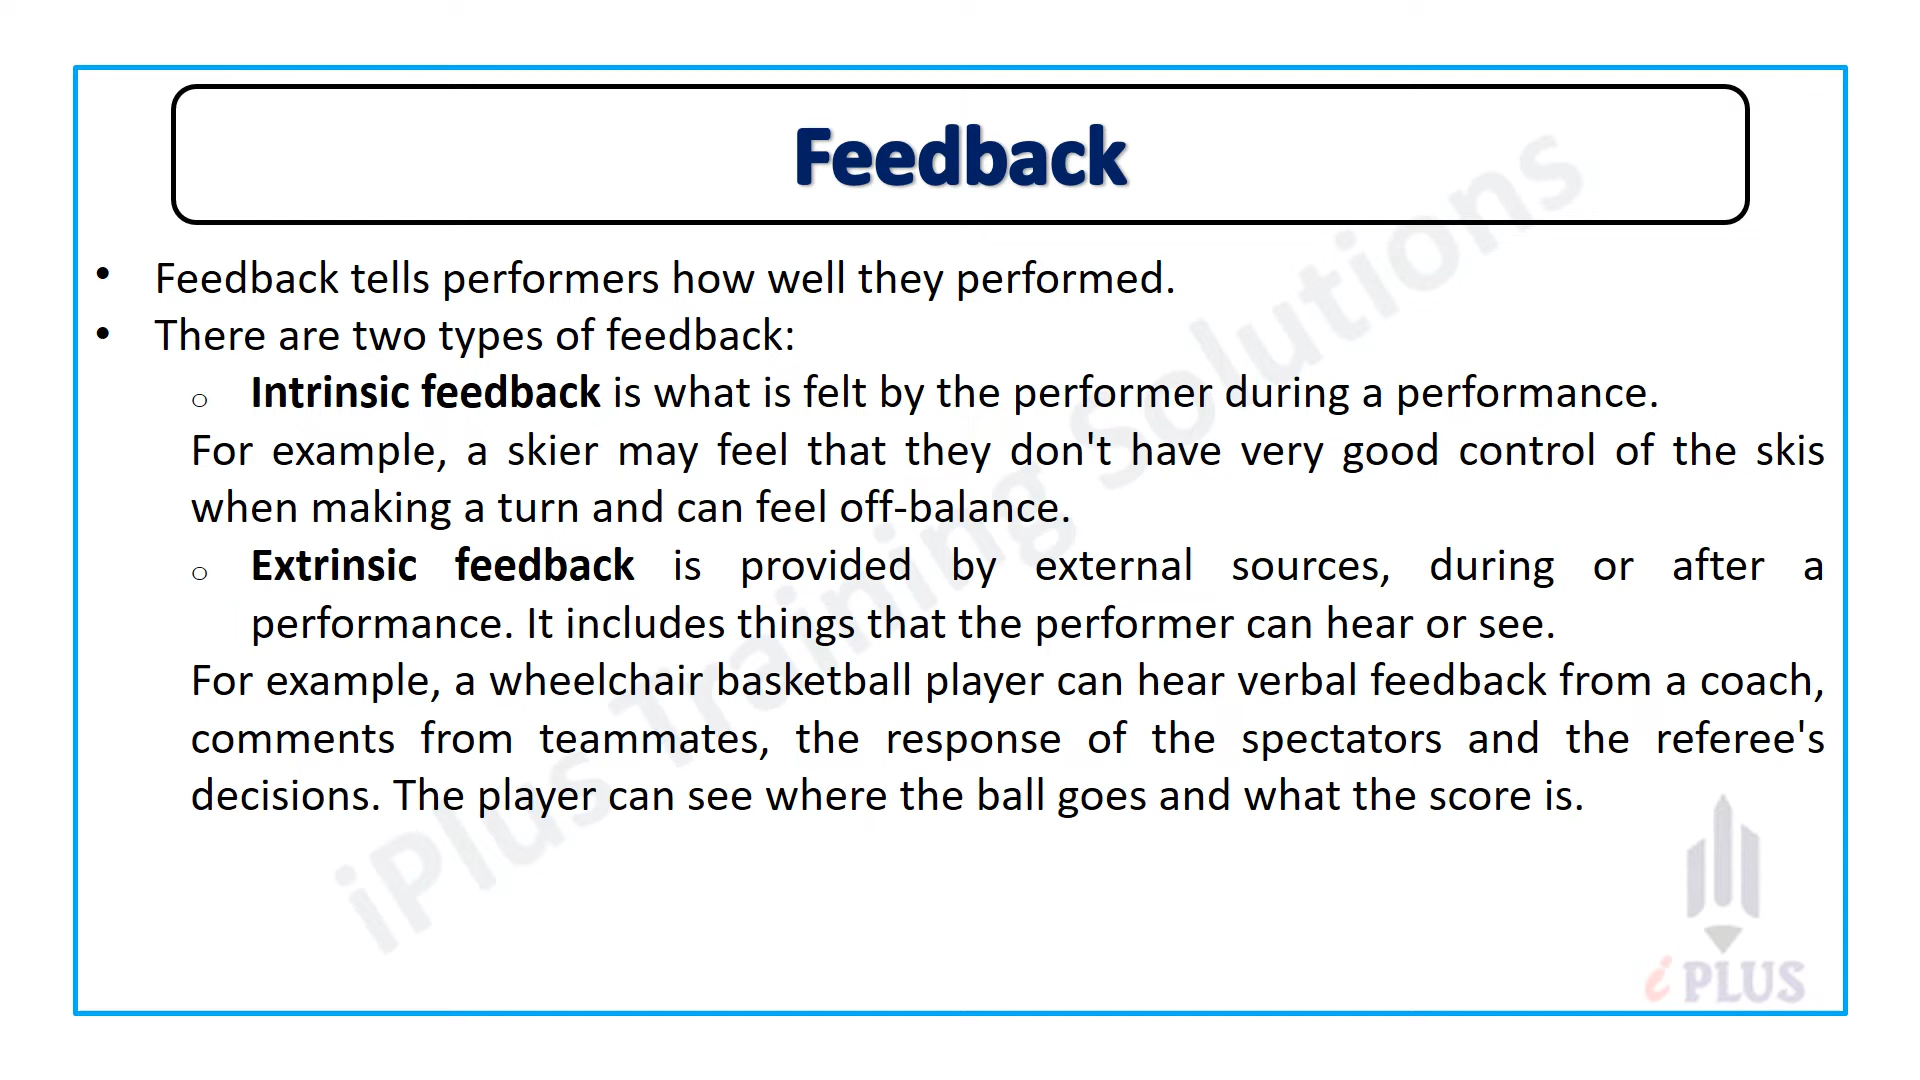 Feedback
• Feedback tells performers how well they performed.
• There are two types of feedback:
o Intrinsic feedback is what is felt by the performer during a performance.
For example, a skier may feel that they don't have very good control of the skis
when making a turn and can feel off-balance.
o Extrinsic feedback is provided by external sources, during or after a
performance. It includes things that the performer can hear or see.
For example, a wheelchair basketball player can hear verbal feedback from a coach,
comments from teammates, the response of the spectators and the referee's
decisions. The player can see where the ball goes and what the score is.
iPlus Training Solutions
i PLUS